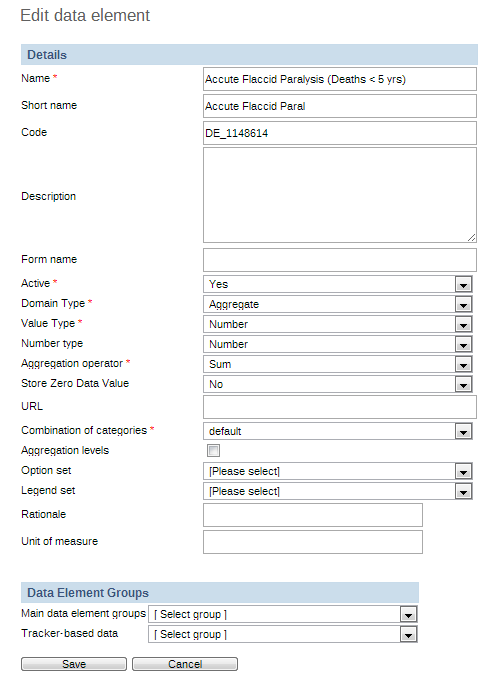 Edit data element
Details
Name * Accute Flaccid Paralysis (Deaths < 5 yrs)
Short name Accute Flaccid Paral
Code DE_1148614
Description
Form name
Active * Yes
Domain Type * Aggregate
Value Type * Number
Number type Number
Aggregation operator * Sum
Store Zero Data Value No
URL
Combination of categories * default
Aggregation levels
Option set [Please select]
Legend set [Please select]
Rationale
Unit of measure
Data Element Groups
Main data element groups [ Select group ]
Tracker-based data [ Select group ]
Save Cancel